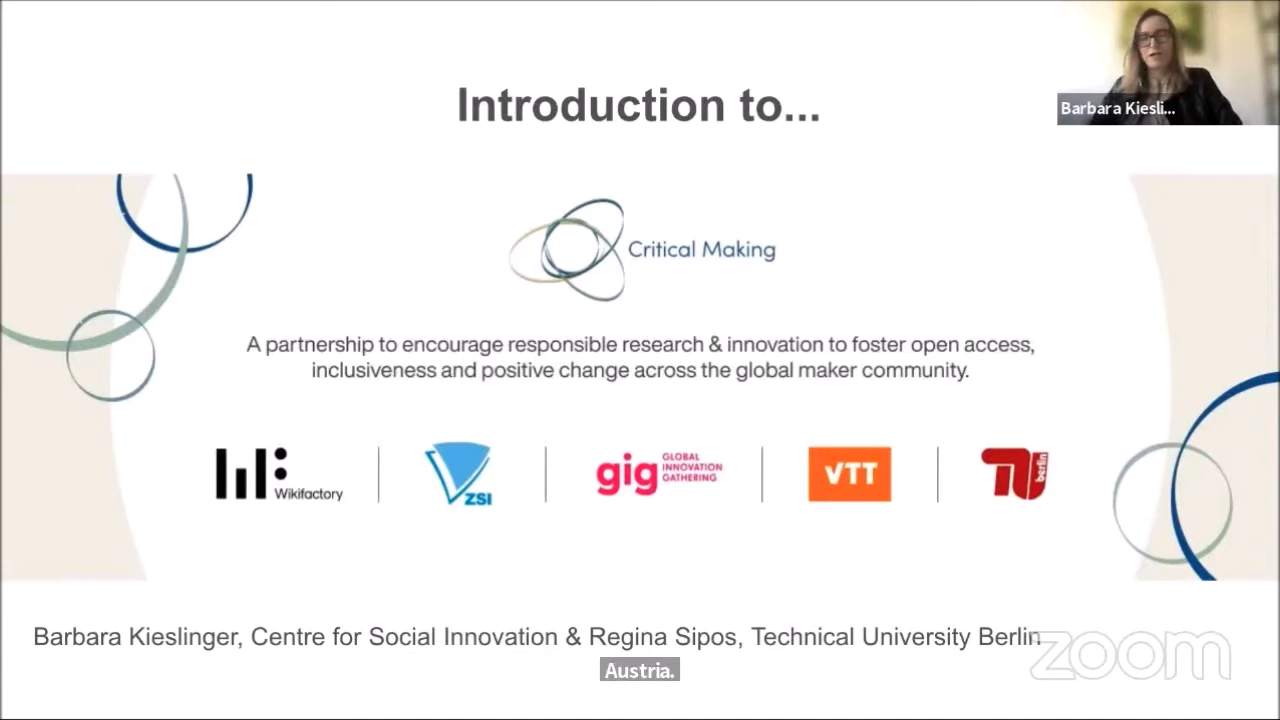 Introduction to...
Barbara Kiesli...
Critical Making
A partnership to encourage responsible research & innovation to foster open access,
inclusiveness and positive change across the global maker community.
Wikifactory
ZSI
gig GLOBAL
INNOVATION
GATHERING
VTT
TU berlin
Barbara Kieslinger, Centre for Social Innovation & Regina Sipos, Technical University Berlin
zoom
Austria.